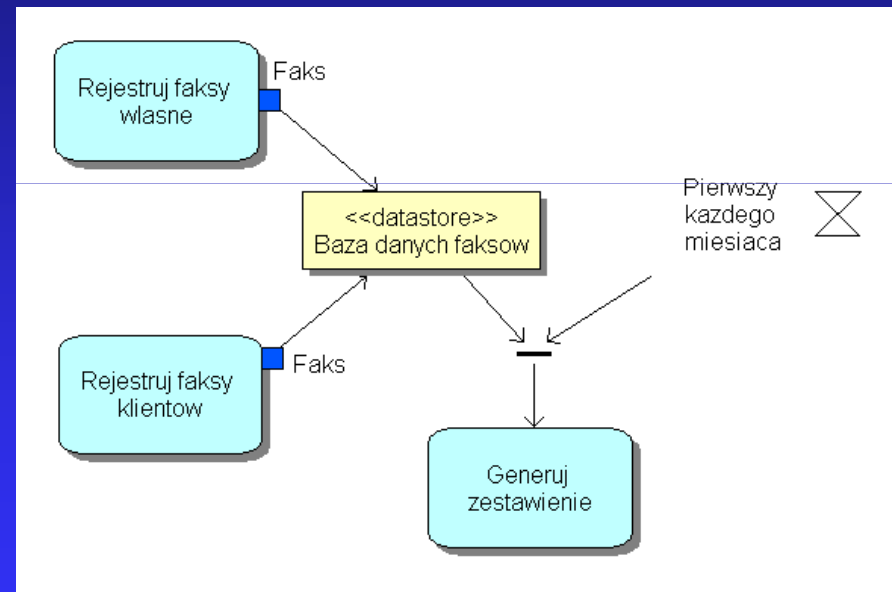 Faks
Rejestruj faksy
wlasne
Pierwszy
kazdego
miesiaca
<<datastore>>
Baza danych faksow
Faks
Rejestruj faksy
klientow
Generuj
zestawienie